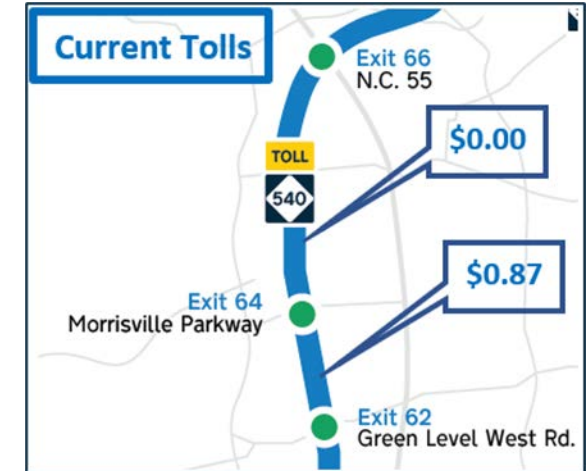 Current Tolls
Exit 66
N.C. 55
$0.00
TOLL
540
$0.87
Exit 64
Morrisville Parkway
Exit 62
Green Level West Rd.